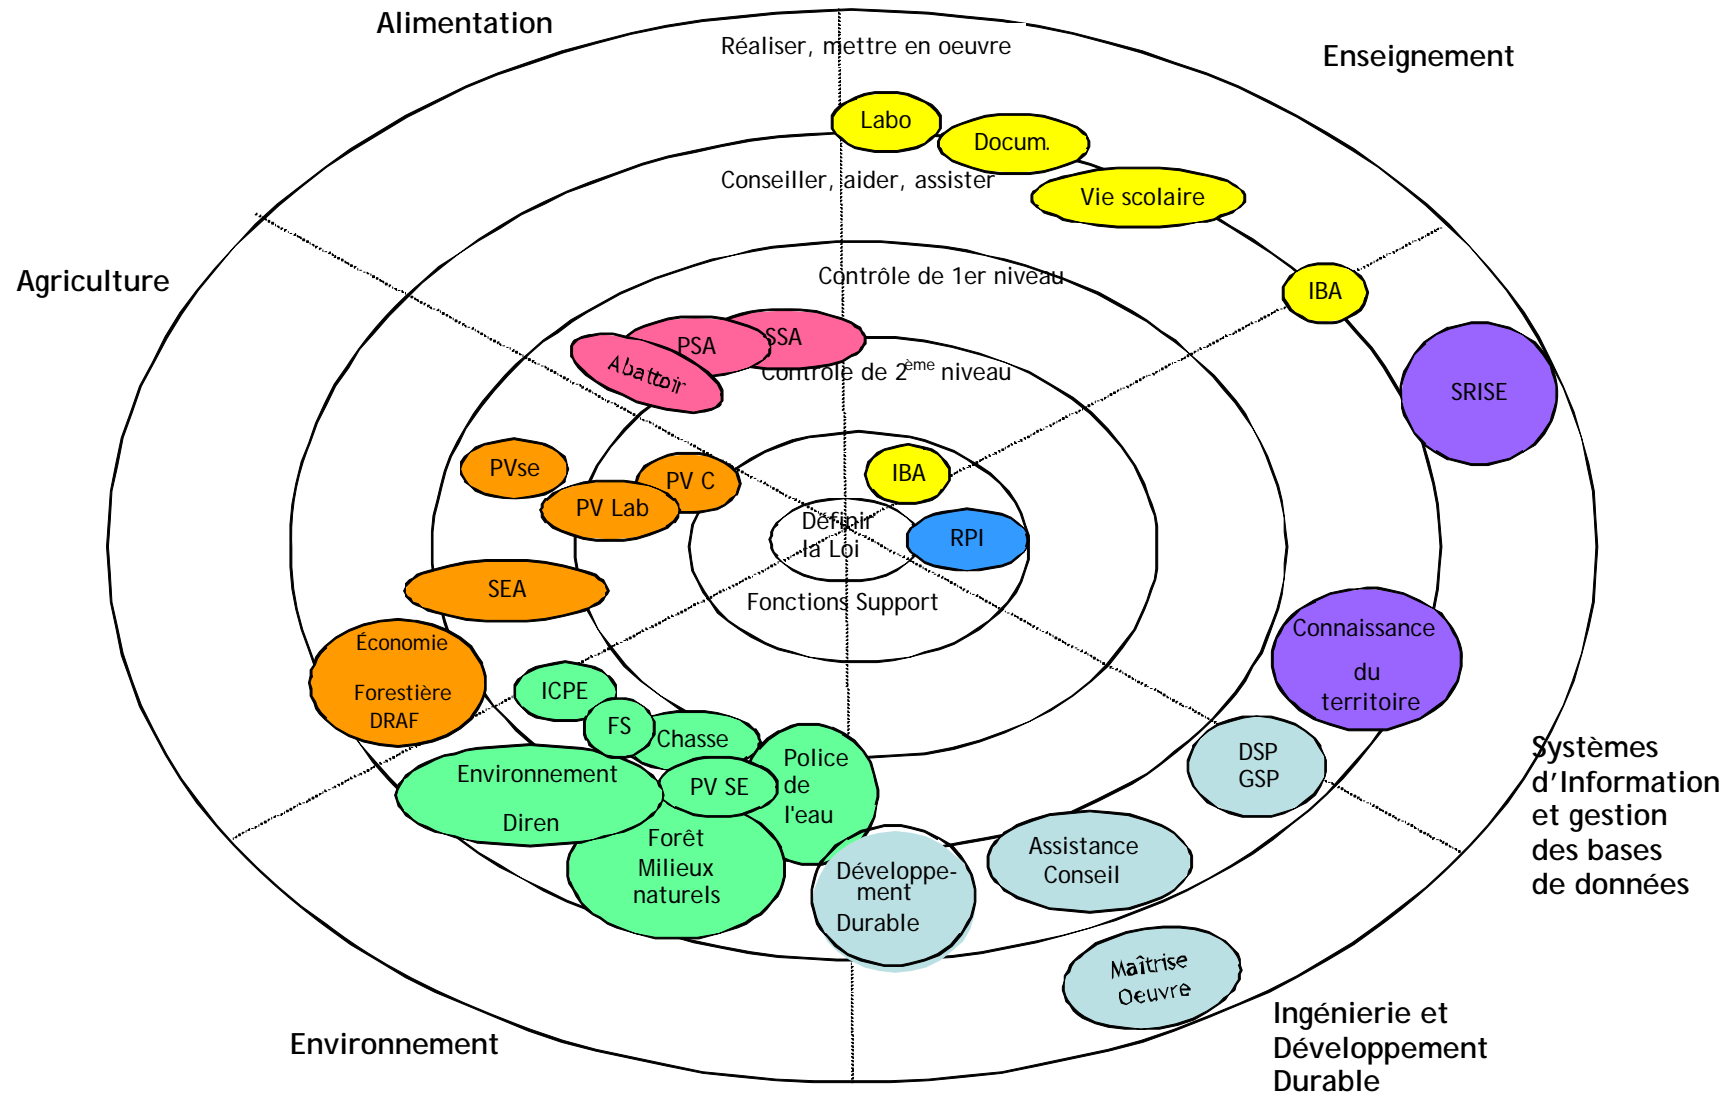 Alimentation
Enseignement
Réaliser, mettre en oeuvre
Labo
Docum.
Conseiller, aider, assister
Vie scolaire
Agriculture
Contrôle de 1er niveau
IBA
SSA
PSA
Abattoir
Contrôle de 2ème niveau
SRISE
PVse
PV C
PV Lab
IBA
Définir
la Loi
RPI
SEA
Fonctions Support
Économie
Forestière
DRAF
Connaissance
du
territoire
ICPE
FS
Chasse
Police
de
l'eau
PV SE
Environnement
Diren
DSP
GSP
Systèmes
d’Information
et gestion
des bases
de données
Forêt
Milieux
naturels
Développe-
ment
Durable
Assistance
Conseil
Maîtrise
Oeuvre
Environnement
Ingénierie et
Développement
Durable